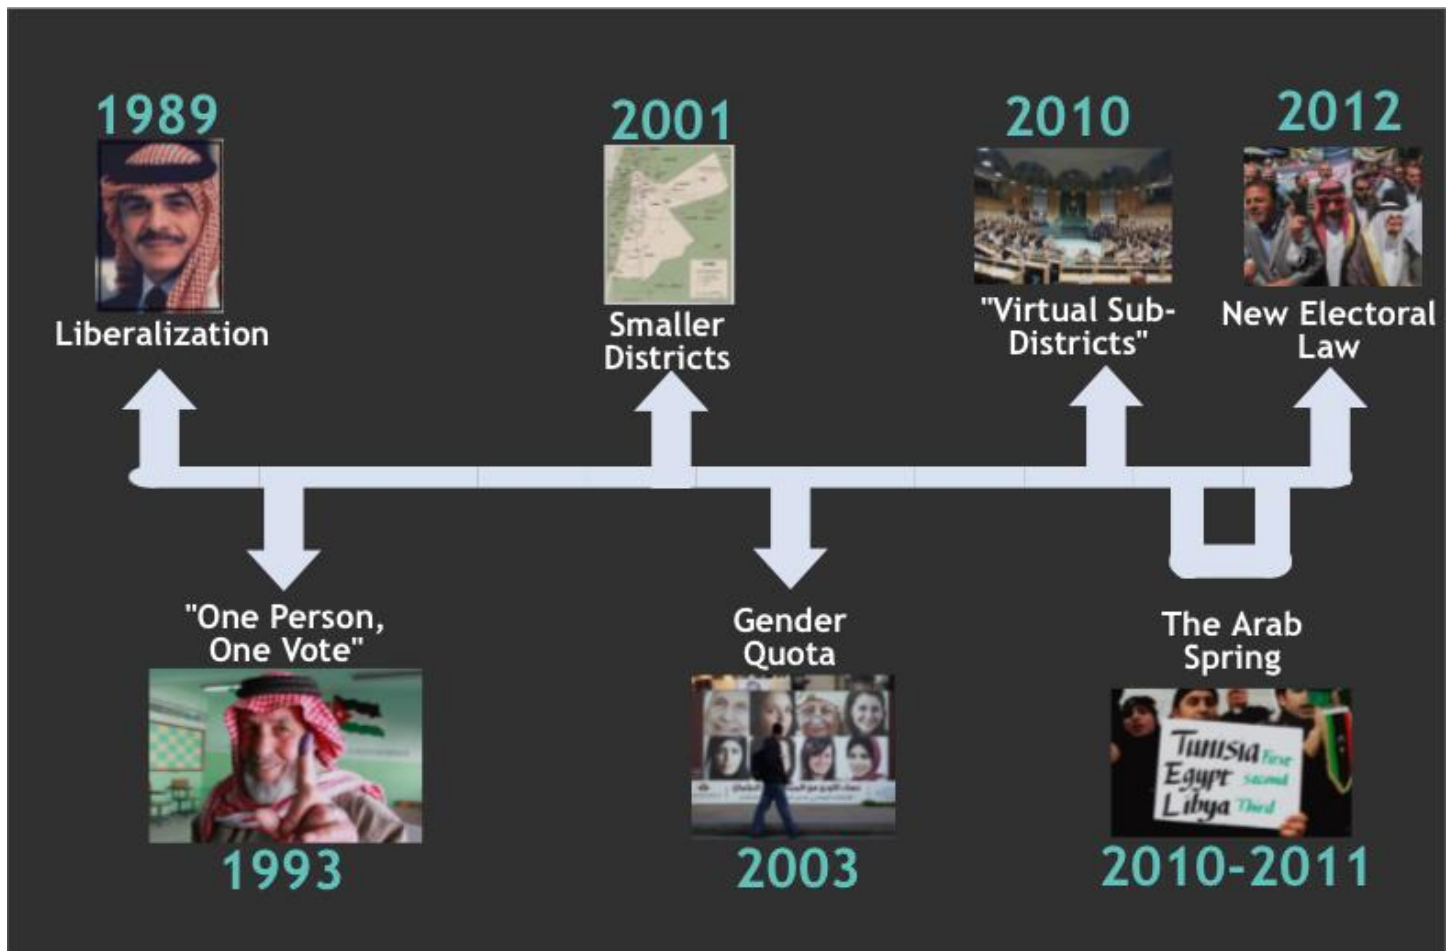 1989
Liberalization
2001
Smaller
Districts
2010
"Virtual Sub-
Districts"
2012
New Electoral
Law
"One Person,
One Vote"
1993
Gender
Quota
2003
The Arab
Spring
Tunisia First
Egypt second
Libya Third
2010-2011